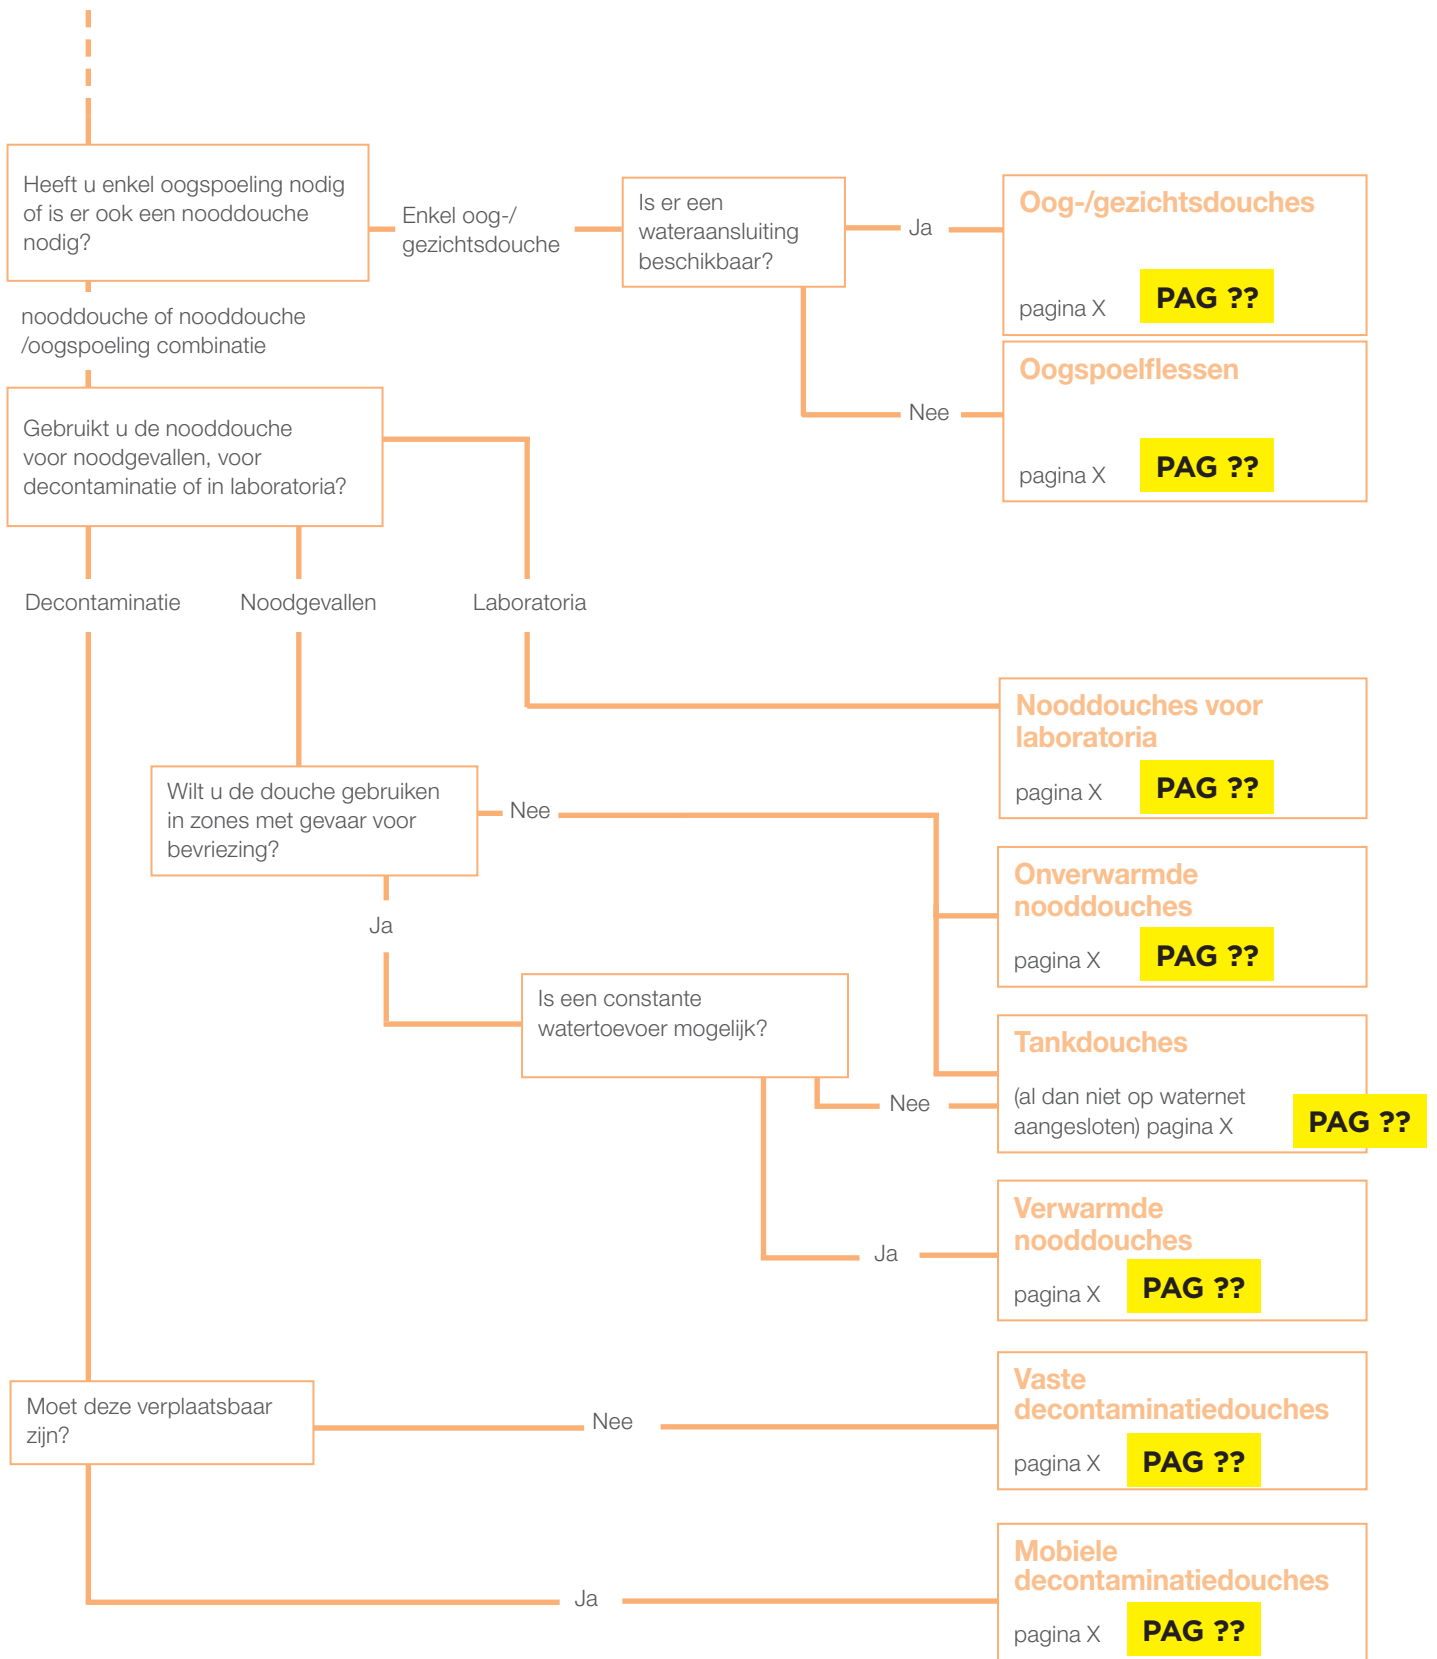 Heeft u enkel oogspoeling nodig
of is er ook een nooddouche
nodig?
Enkel oog-/
gezichtsdouche
Is er een
wateraansluiting
beschikbaar?
Ja
Oog-/gezichtsdouches
pagina X
PAG ??
Nee
Oogspoelflessen
pagina X
PAG ??
nooddouche of nooddouche
/oogspoeling combinatie
Gebruikt u de nooddouche
voor noodgevallen, voor
decontaminatie of in laboratoria?
Decontaminatie
Noodgevallen
Laboratoria
Nooddouches voor
laboratoria
pagina X
PAG ??
Wilt u de douche gebruiken
in zones met gevaar voor
bevriezing?
Nee
Onverwarmde
nooddouches
pagina X
PAG ??
Ja
Is een constante
watertoevoer mogelijk?
Nee
Tankdouches
(al dan niet op waternet
aangesloten) pagina X
PAG ??
Ja
Verwarmde
nooddouches
pagina X
PAG ??
Moet deze verplaatsbaar
zijn?
Nee
Vaste
decontaminatiedouches
pagina X
PAG ??
Ja
Mobiele
decontaminatiedouches
pagina X
PAG ??